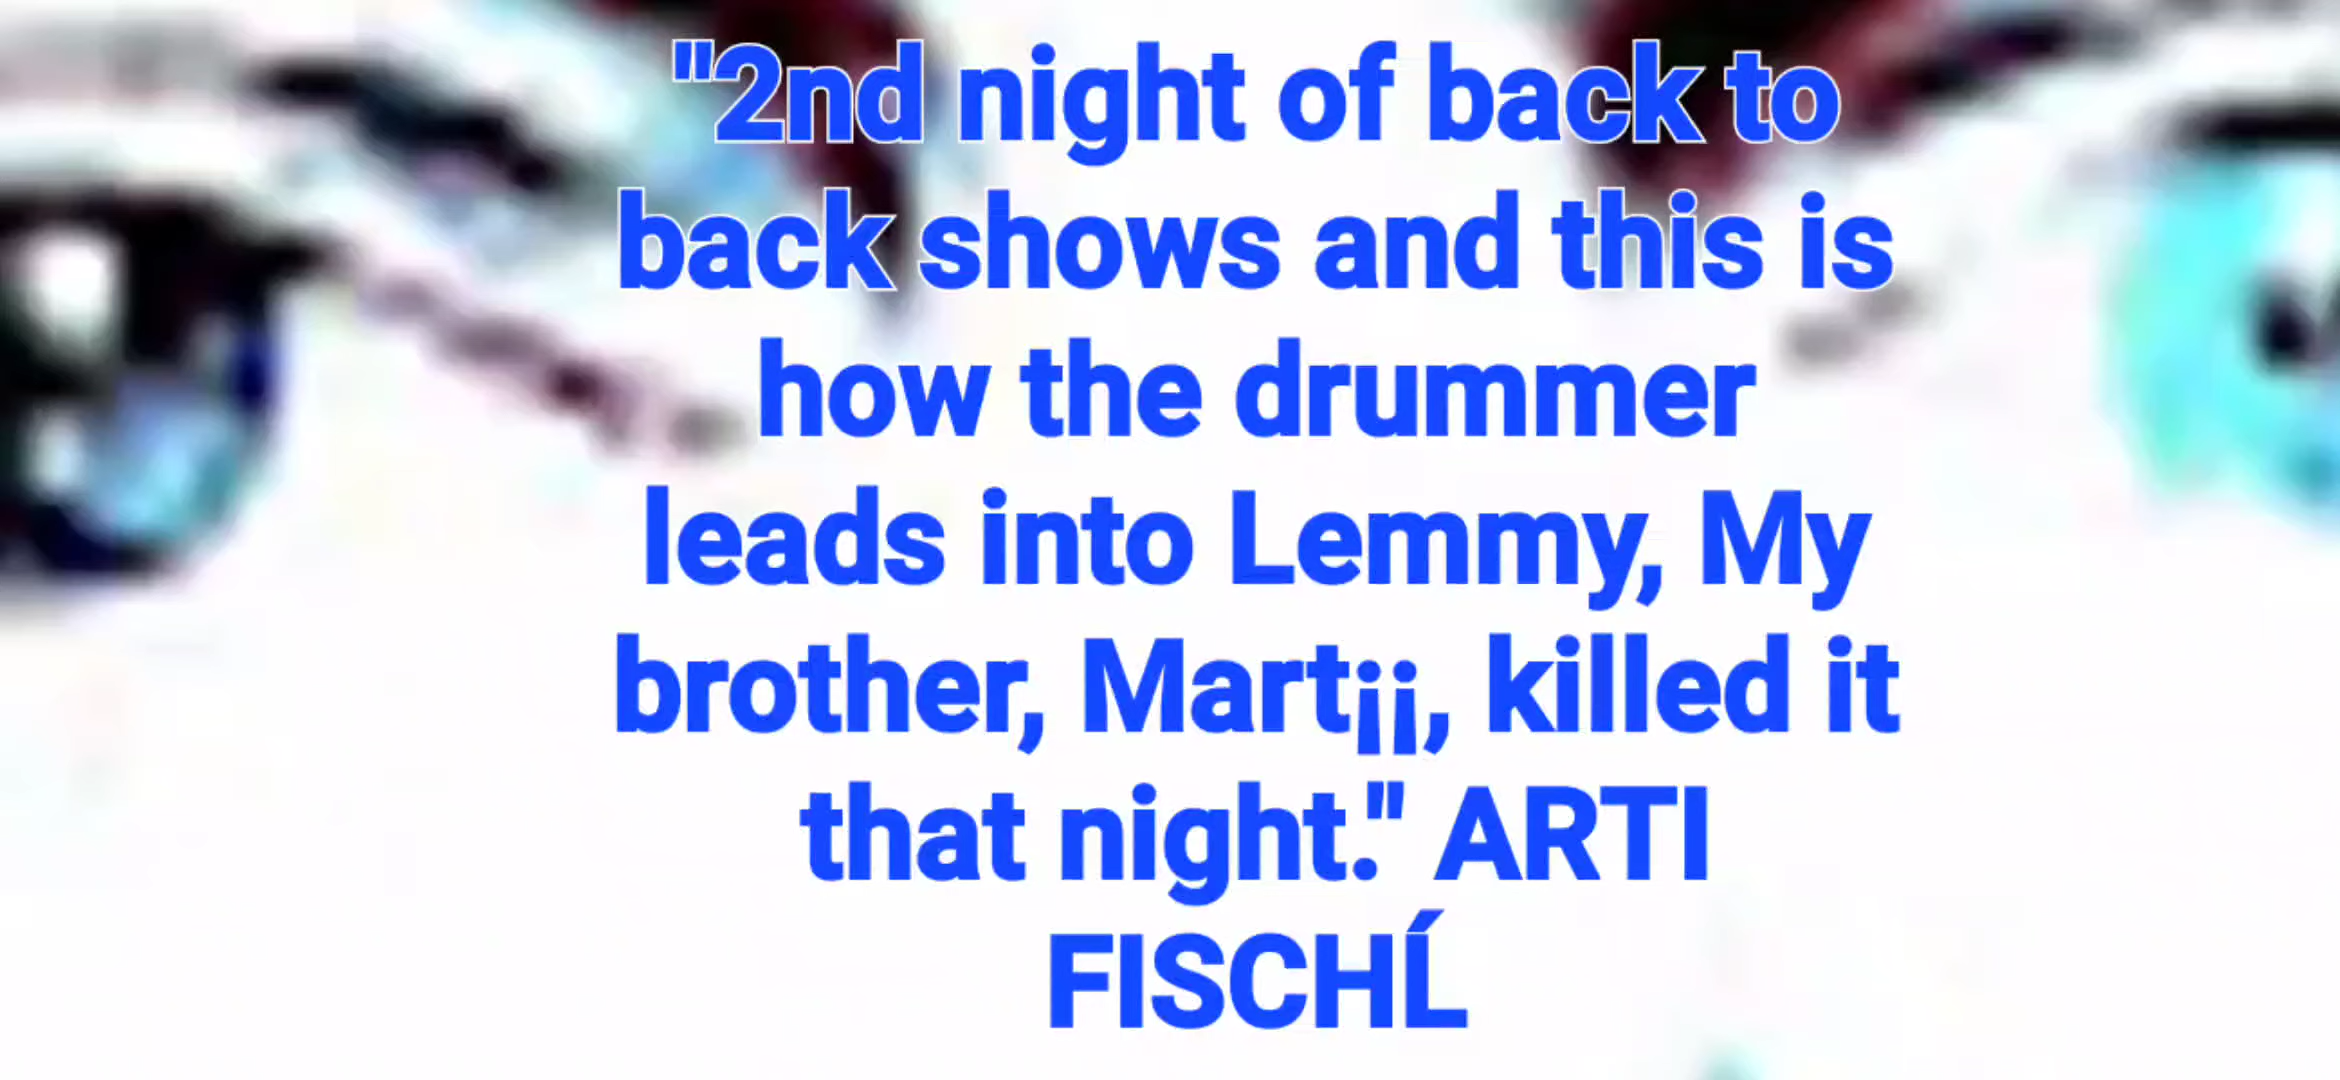 "2nd night of back to
back shows and this is
how the drummer
leads into Lemmy, My
brother, Mart¡¡, killed it
that night." ARTI
FISCHĹ